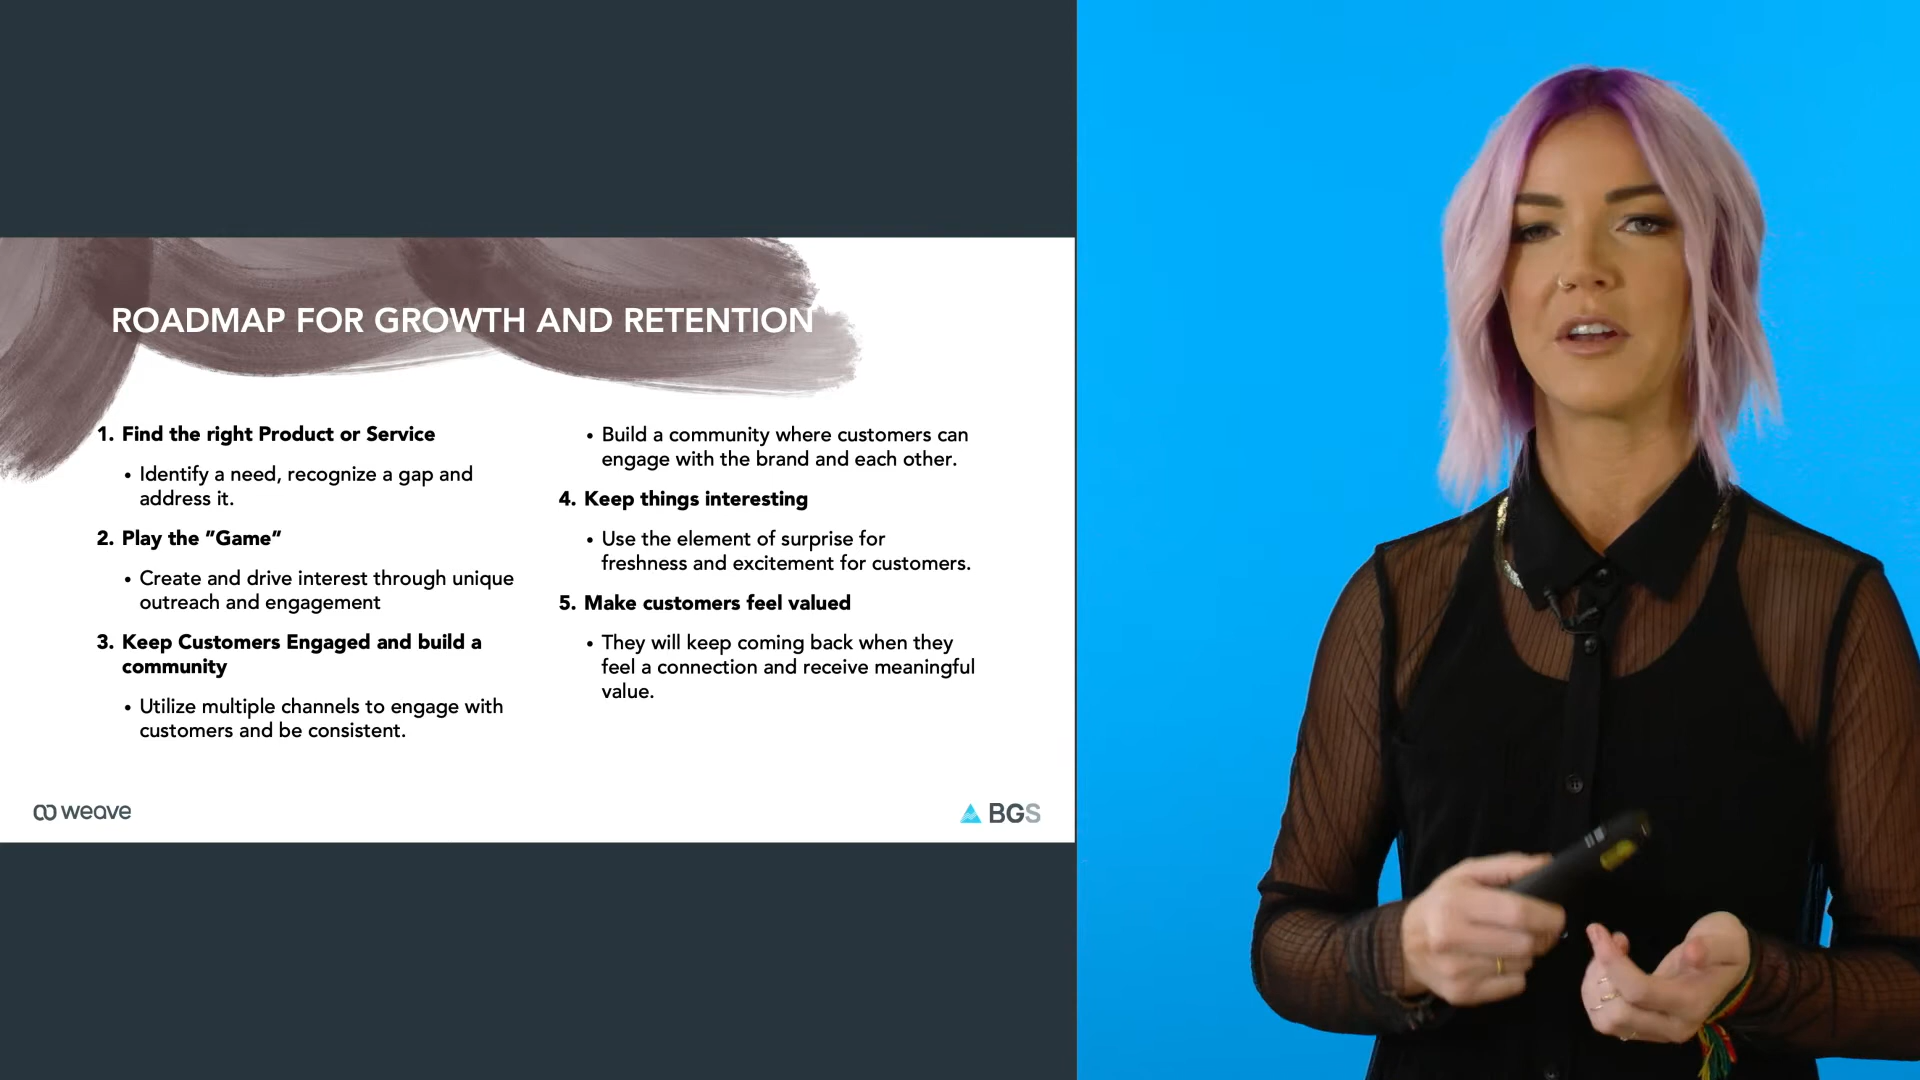 ROADMAP FOR GROWTH AND RETENTION
1. Find the right Product or Service
• Identify a need, recognize a gap and
address it.
2. Play the ”Game”
• Create and drive interest through unique
outreach and engagement
3. Keep Customers Engaged and build a
community
• Utilize multiple channels to engage with
customers and be consistent.
• Build a community where customers can
engage with the brand and each other.
4. Keep things interesting
• Use the element of surprise for
freshness and excitement for customers.
5. Make customers feel valued
• They will keep coming back when they
feel a connection and receive meaningful
value.
weave
BGS